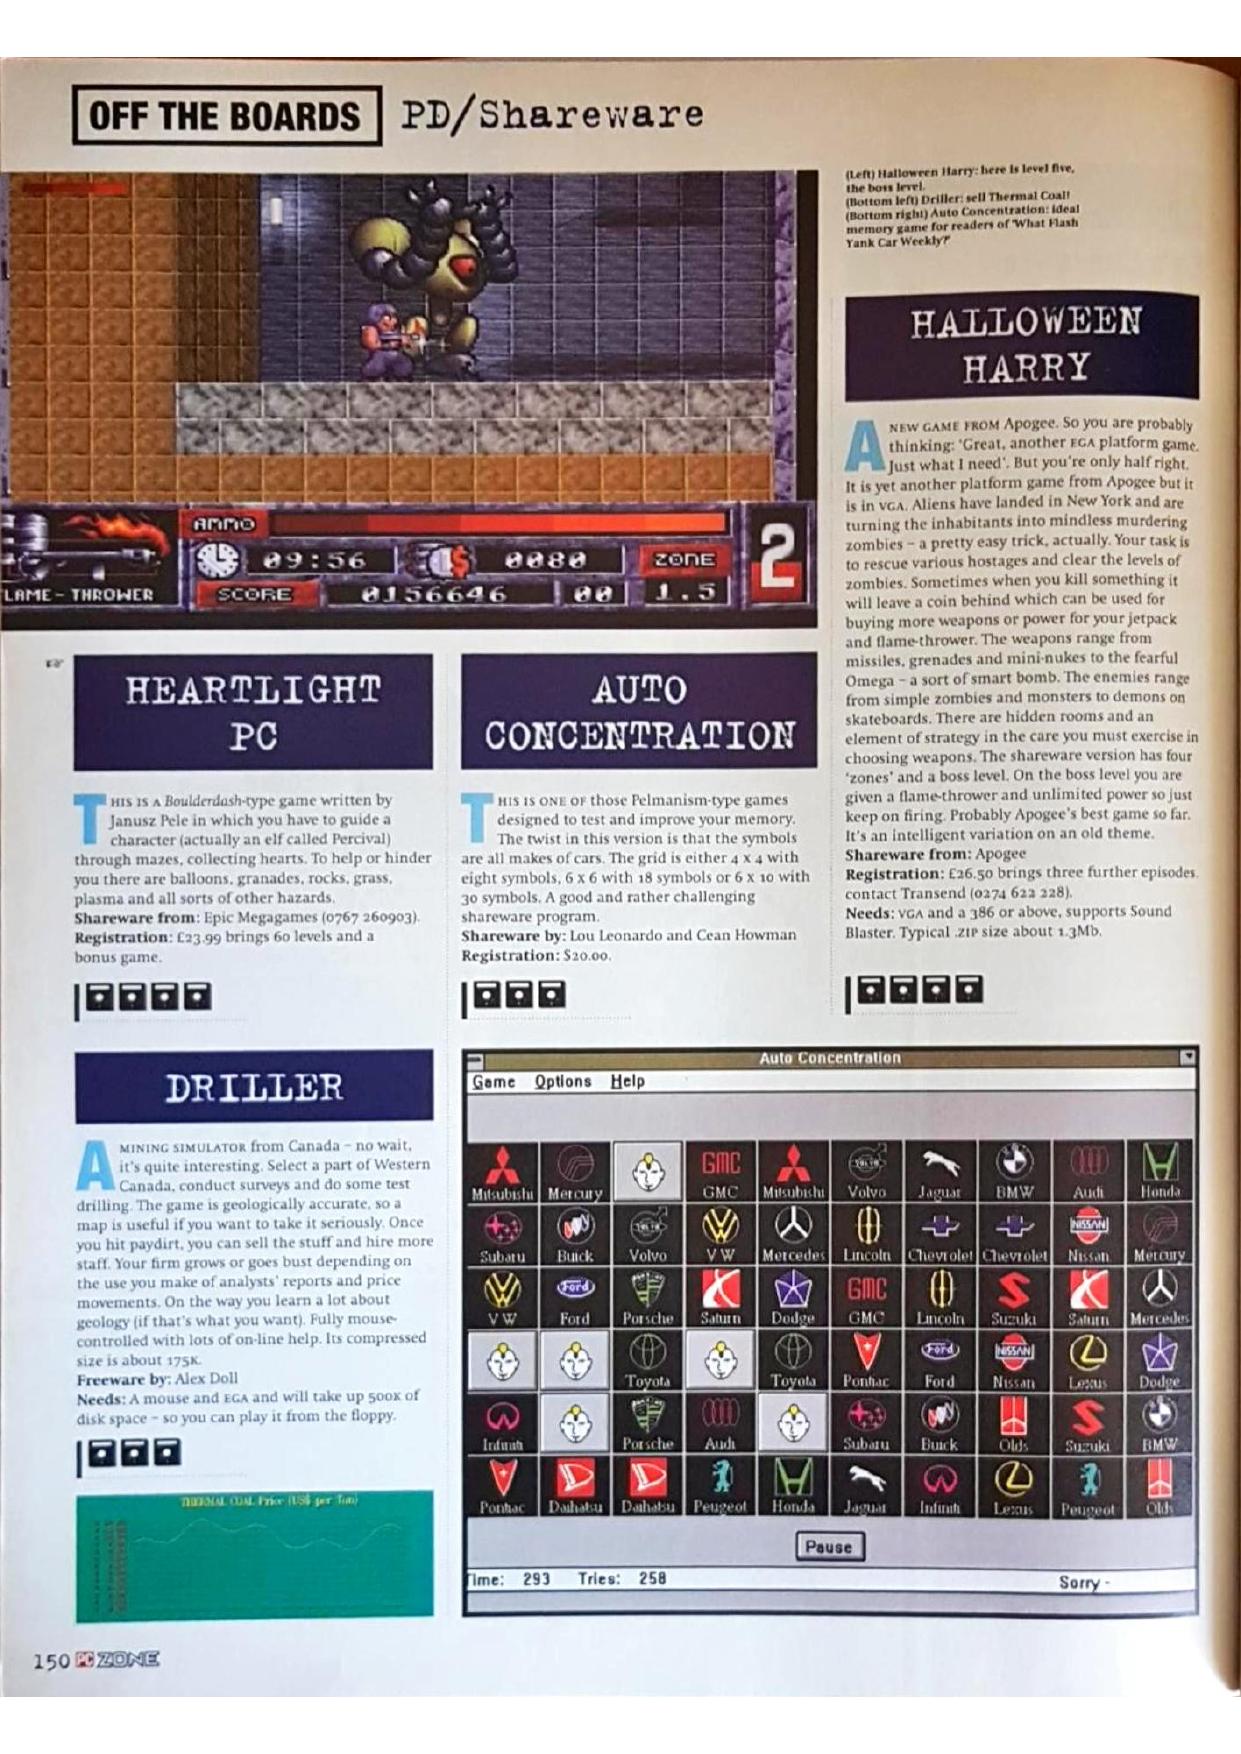 OFF THE BOARDS PD/Shareware
(Left) Halloween Harry: here is level five,
the boss level.
(Bottom left) Driller: sell Thermal Coal!
(Bottom right) Auto Concentration: ideal
memory game for readers of 'What Flash
Yank Car Weekly?'
AMMO
09:56 0080 ZONE 2
LAME-THROWER SCORE 0156646 00 1.5
HEARTLIGHT
PC
THIS IS A Boulderdash-type game written by
Janusz Pele in which you have to guide a
character (actually an elf called Percival)
through mazes, collecting hearts. To help or hinder
you there are balloons, granades, rocks, grass,
plasma and all sorts of other hazards.
Shareware from: Epic Megagames (0767 260903).
Registration: £23.99 brings 60 levels and a
bonus game.
AUTO
CONCENTRATION
THIS IS ONE OF those Pelmanism-type games
designed to test and improve your memory.
The twist in this version is that the symbols
are all makes of cars. The grid is either 4 x 4 with
eight symbols, 6 x 6 with 18 symbols or 6 x 10 with
30 symbols. A good and rather challenging
shareware program.
Shareware by: Lou Leonardo and Cean Howman
Registration: $20.00.
HALLOWEEN
HARRY
A NEW GAME FROM Apogee. So you are probably
thinking: 'Great, another EGA platform game.
Just what I need'. But you're only half right.
It is yet another platform game from Apogee but it
is in VGA. Aliens have landed in New York and are
turning the inhabitants into mindless murdering
zombies – a pretty easy trick, actually. Your task is
to rescue various hostages and clear the levels of
zombies. Sometimes when you kill something it
will leave a coin behind which can be used for
buying more weapons or power for your jetpack
and flame-thrower. The weapons range from
missiles, grenades and mini-nukes to the fearful
Omega – a sort of smart bomb. The enemies range
from simple zombies and monsters to demons on
skateboards. There are hidden rooms and an
element of strategy in the care you must exercise in
choosing weapons. The shareware version has four
'zones' and a boss level. On the boss level you are
given a flame-thrower and unlimited power so just
keep on firing. Probably Apogee's best game so far.
It's an intelligent variation on an old theme.
Shareware from: Apogee
Registration: £26.50 brings three further episodes.
contact Transend (0274 622 228).
Needs: VGA and a 386 or above, supports Sound
Blaster. Typical .ZIP size about 1.3Mb.
DRILLER
A MINING SIMULATOR from Canada – no wait,
it's quite interesting. Select a part of Western
Canada, conduct surveys and do some test
drilling. The game is geologically accurate, so a
map is useful if you want to take it seriously. Once
you hit paydirt, you can sell the stuff and hire more
staff. Your firm grows or goes bust depending on
the use you make of analysts' reports and price
movements. On the way you learn a lot about
geology (if that's what you want). Fully mouse-
controlled with lots of on-line help. Its compressed
size is about 175K.
Freeware by: Alex Doll
Needs: A mouse and EGA and will take up 500K of
disk space – so you can play it from the floppy.
THERMAL COAL Price (US$ per Ton)
Auto Concentration
Game Options Help
Mitsubishi Mercury GMC GMC Mitsubishi Volvo VOLVO Jaguar BMW Audi Honda
Subaru Buick Volvo VW Mercedes Lincoln Chevrolet Chevrolet NISSAN Nissan Mercury
VW Ford Ford Porsche Saturn Dodge GMC GMC Lincoln Suzuki Saturn Mercedes
Toyota Toyota Pontiac Ford Ford NISSAN Nissan Lexus Dodge
Infiniti Porsche Audi Subaru Buick Olds Suzuki BMW
Pontiac Daihatsu Daihatsu Peugeot Honda Jaguar Infiniti Lexus Peugeot Olds
Pause
Time: 293 Tries: 258 Sorry -
150 PC ZONE